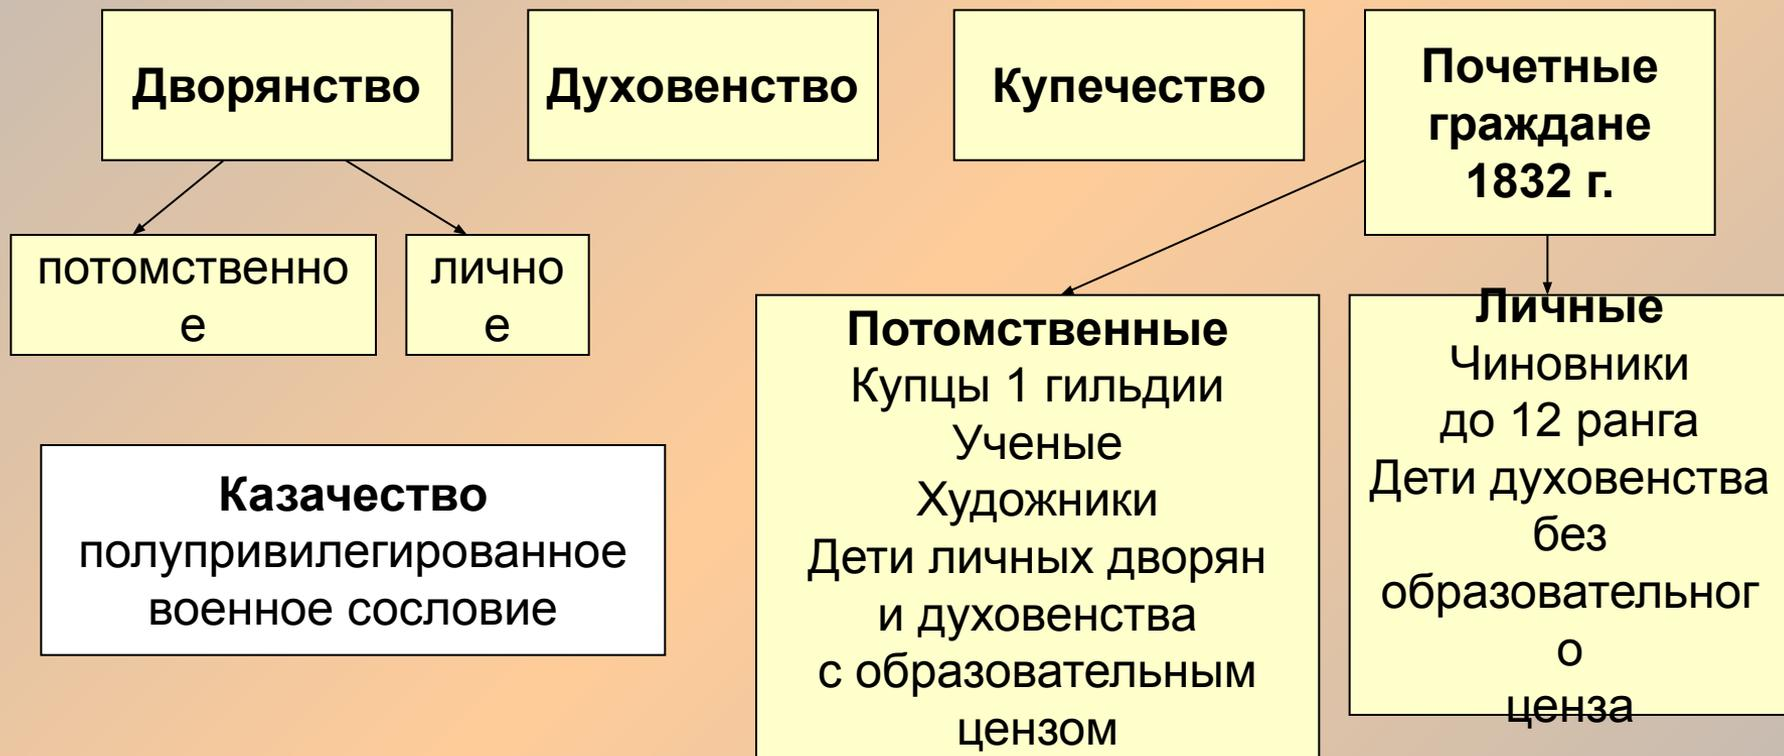 Дворянство
Духовенство
Купечество
Почетные
граждане
1832 г.
потомственно
е
лично
е
Казачество
полупривилегированное
военное сословие
Потомственные
Купцы 1 гильдии
Ученые
Художники
Дети личных дворян
и духовенства
с образовательным
цензом
Личные
Чиновники
до 12 ранга
Дети духовенства
без
образовательног
о
ценза